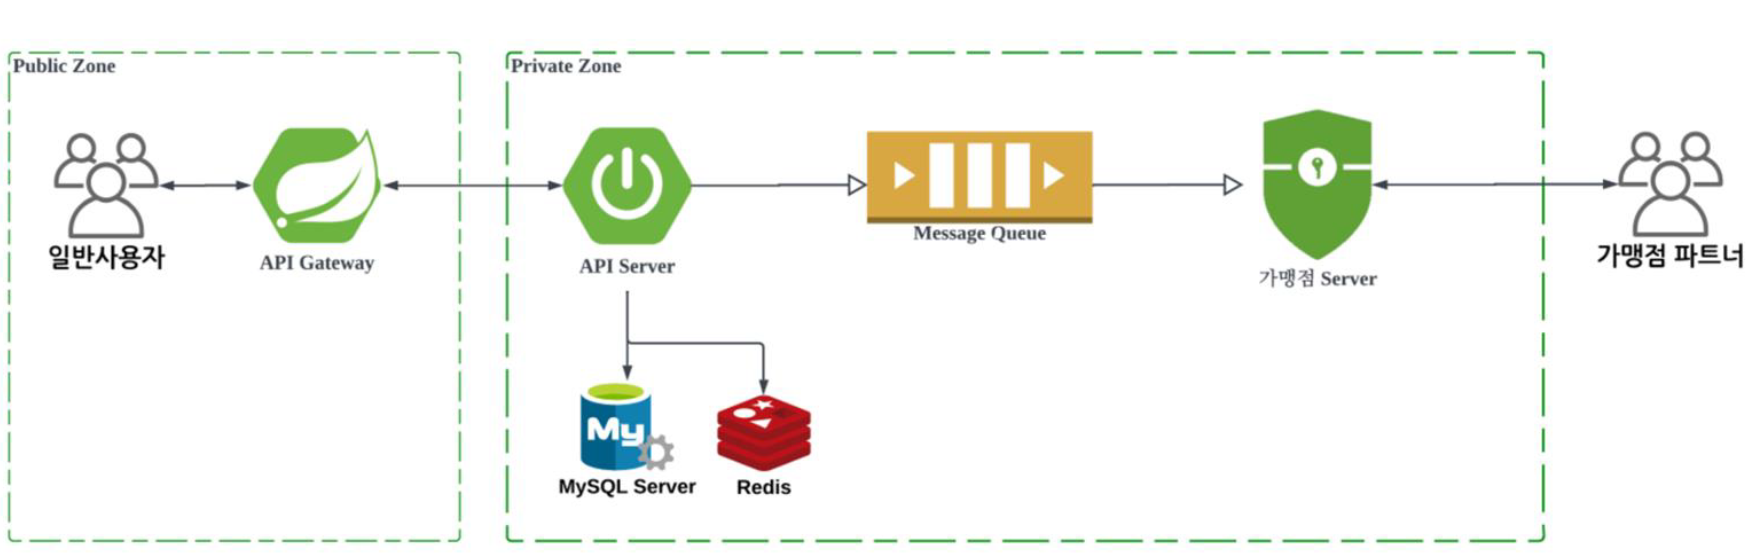 Public Zone
Private Zone
일반사용자
API Gateway
API Server
Message Queue
가맹점 Server
가맹점 파트너
My
MySQL Server
Redis